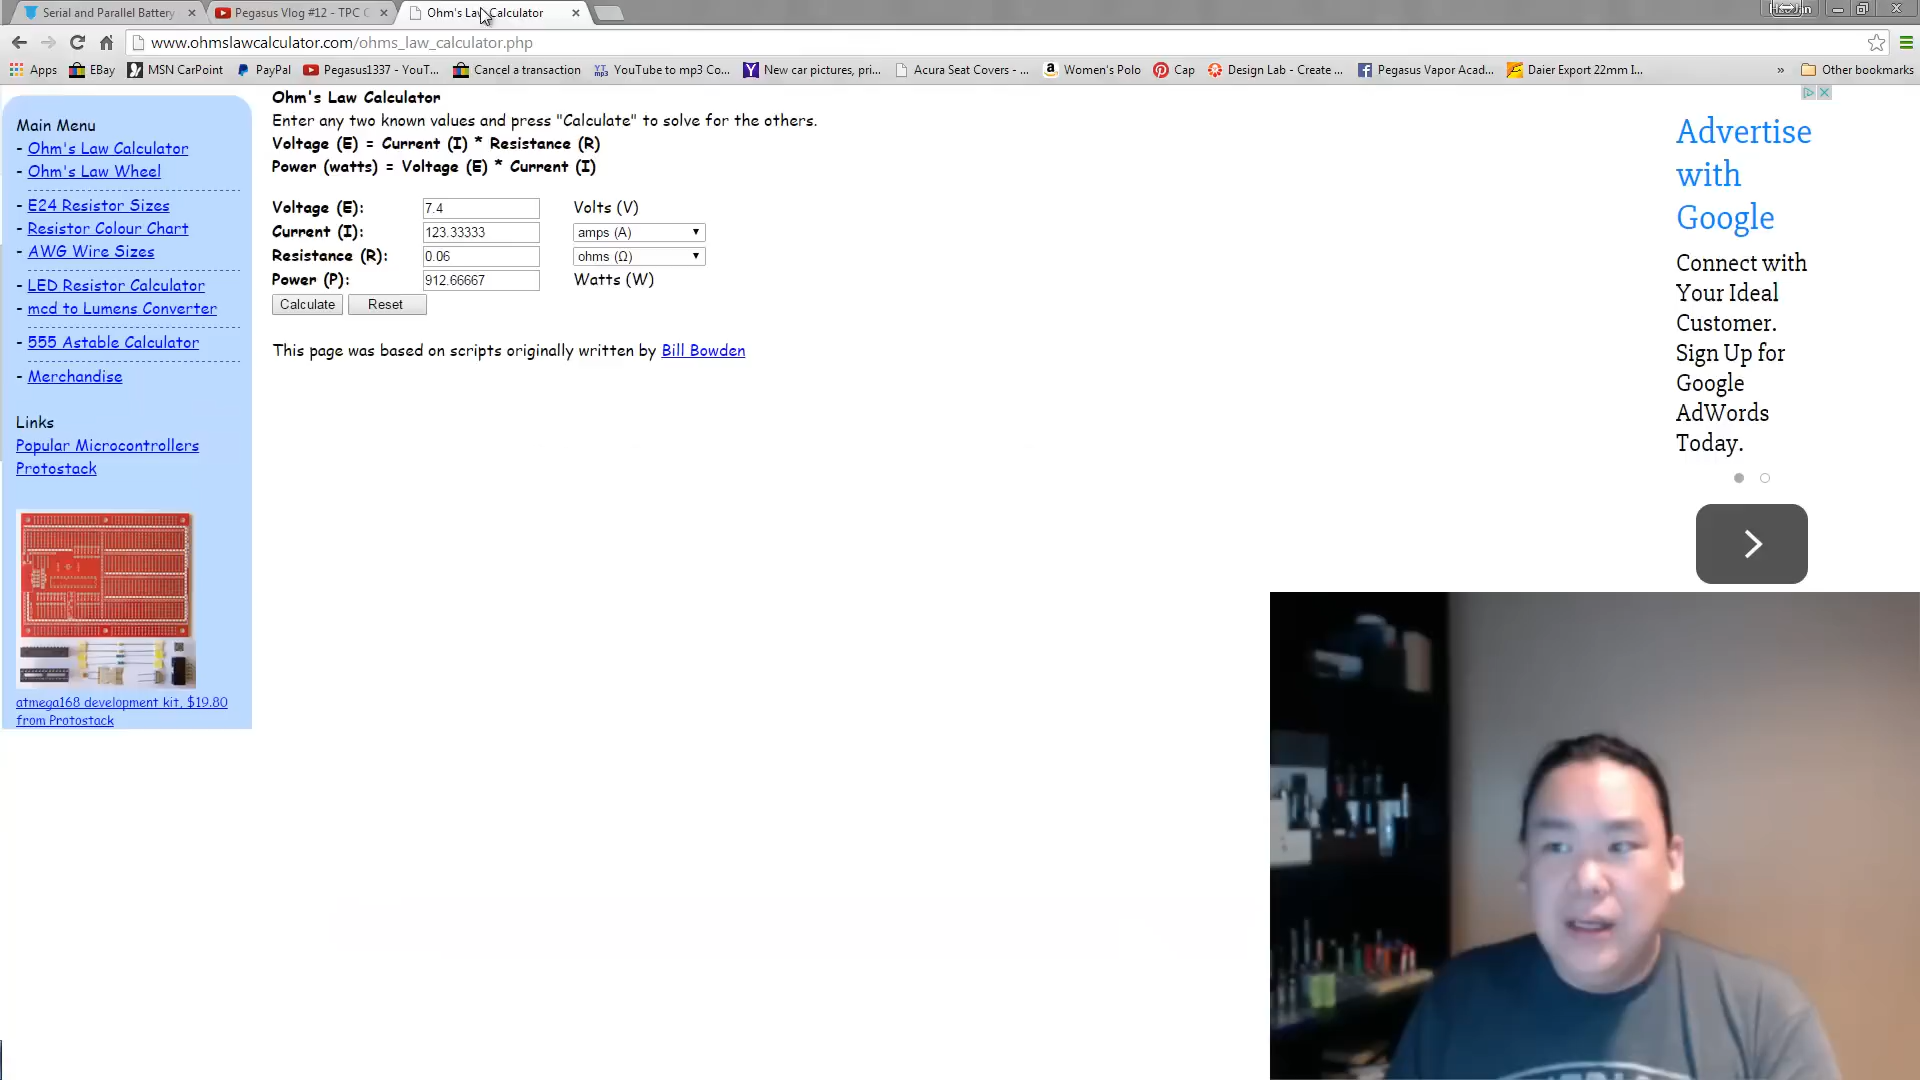 Serial and Parallel Battery
Pegasus Vlog #12 - TPC
Ohm's Law Calculator
www.ohmslawcalculator.com/ohms_law_calculator.php
Apps
EBay
MSN CarPoint
PayPal
Pegasus1337 - YouT...
Cancel a transaction
YouTube to mp3 Co...
New car pictures, pri...
Acura Seat Covers - ...
Women's Polo
Cap
Design Lab - Create ...
Pegasus Vapor Acad...
Daier Export 22mm I...
»
Other bookmarks
Main Menu
- Ohm's Law Calculator
- Ohm's Law Wheel
- E24 Resistor Sizes
- Resistor Colour Chart
- AWG Wire Sizes
- LED Resistor Calculator
- mcd to Lumens Converter
- 555 Astable Calculator
- Merchandise
Links
Popular Microcontrollers
Protostack
atmega168 development kit, $19.80
from Protostack
Ohm's Law Calculator
Enter any two known values and press "Calculate" to solve for the others.
Voltage (E) = Current (I) * Resistance (R)
Power (watts) = Voltage (E) * Current (I)
Voltage (E): 7.4 Volts (V)
Current (I): 123.33333 amps (A)
Resistance (R): 0.06 ohms (Ω)
Power (P): 912.66667 Watts (W)
Calculate Reset
This page was based on scripts originally written by Bill Bowden
Advertise
with
Google
Connect with
Your Ideal
Customer.
Sign Up for
Google
AdWords
Today.